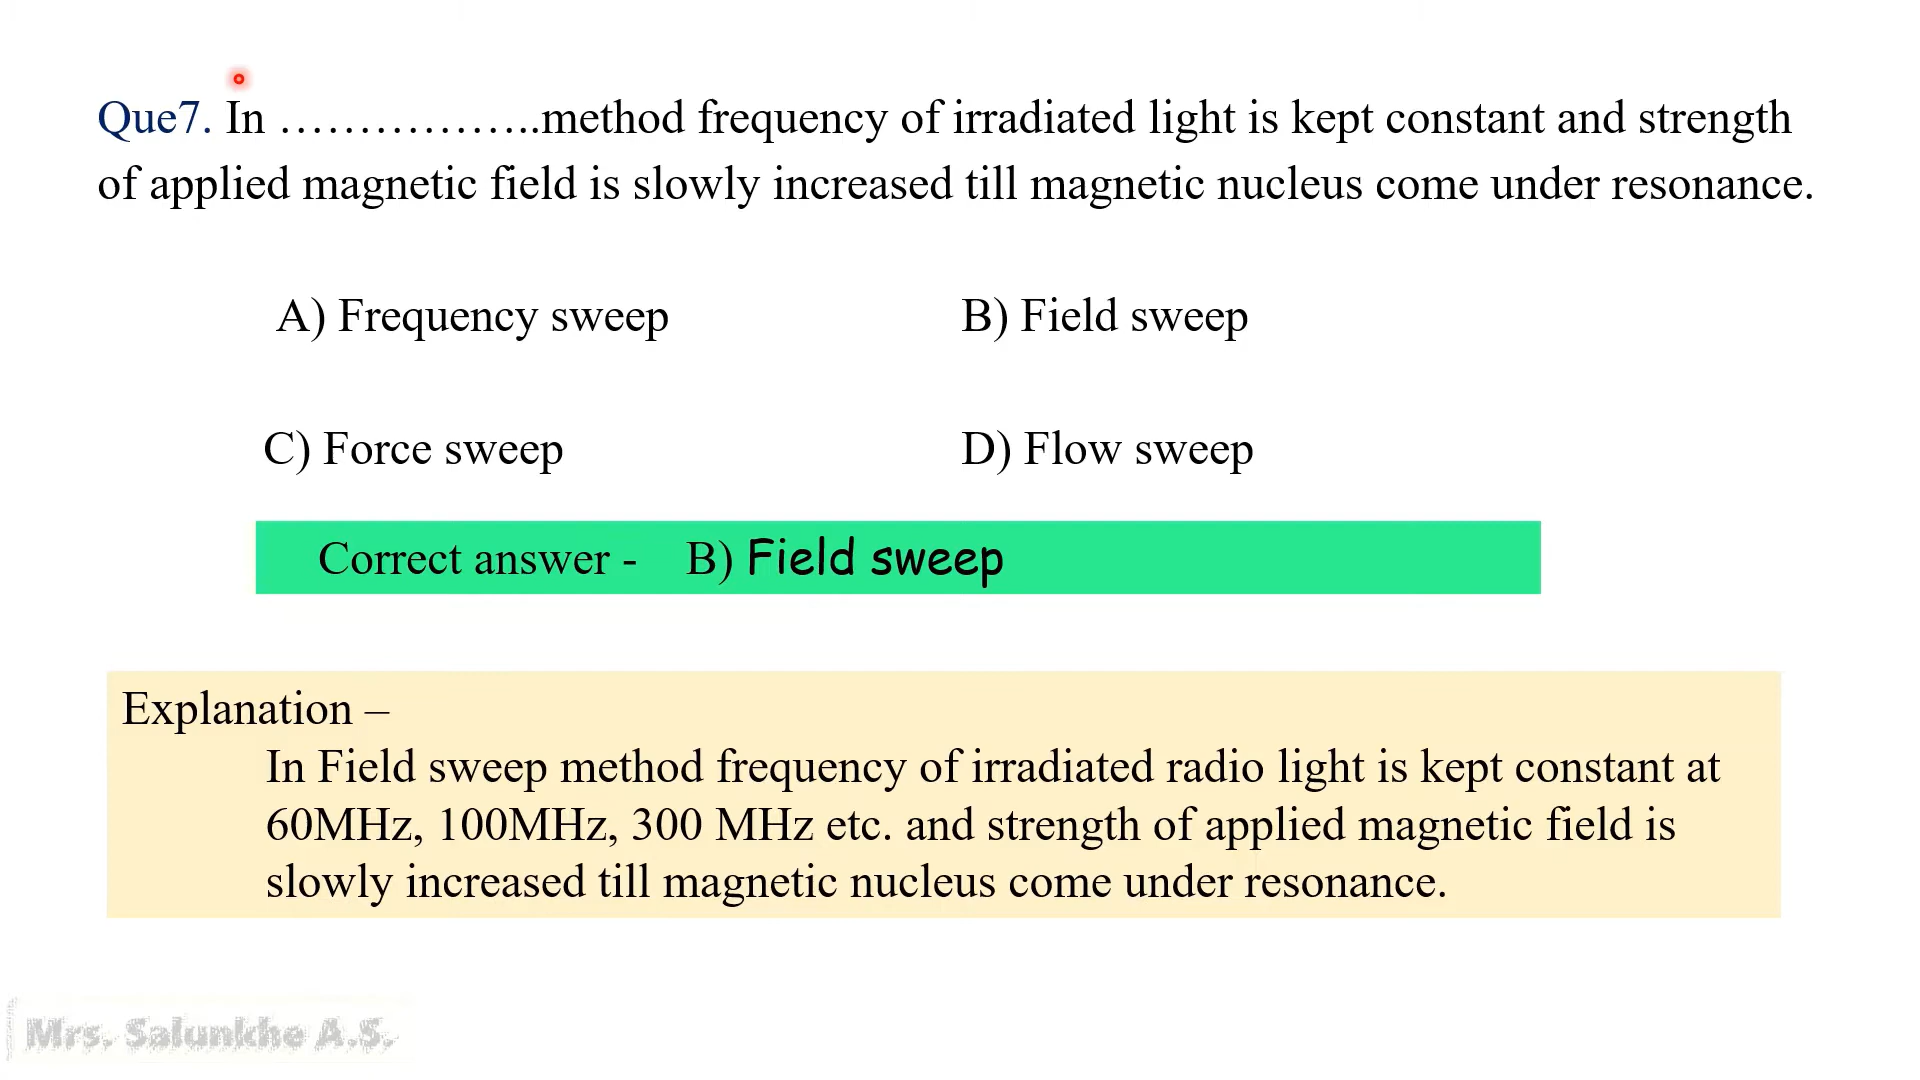 Que7. In ………………..method frequency of irradiated light is kept constant and strength
of applied magnetic field is slowly increased till magnetic nucleus come under resonance.
A) Frequency sweep B) Field sweep
C) Force sweep D) Flow sweep
Correct answer - B) Field sweep
Explanation –
In Field sweep method frequency of irradiated radio light is kept constant at
60MHz, 100MHz, 300 MHz etc. and strength of applied magnetic field is
slowly increased till magnetic nucleus come under resonance.
Mrs. Salunkhe A.S.